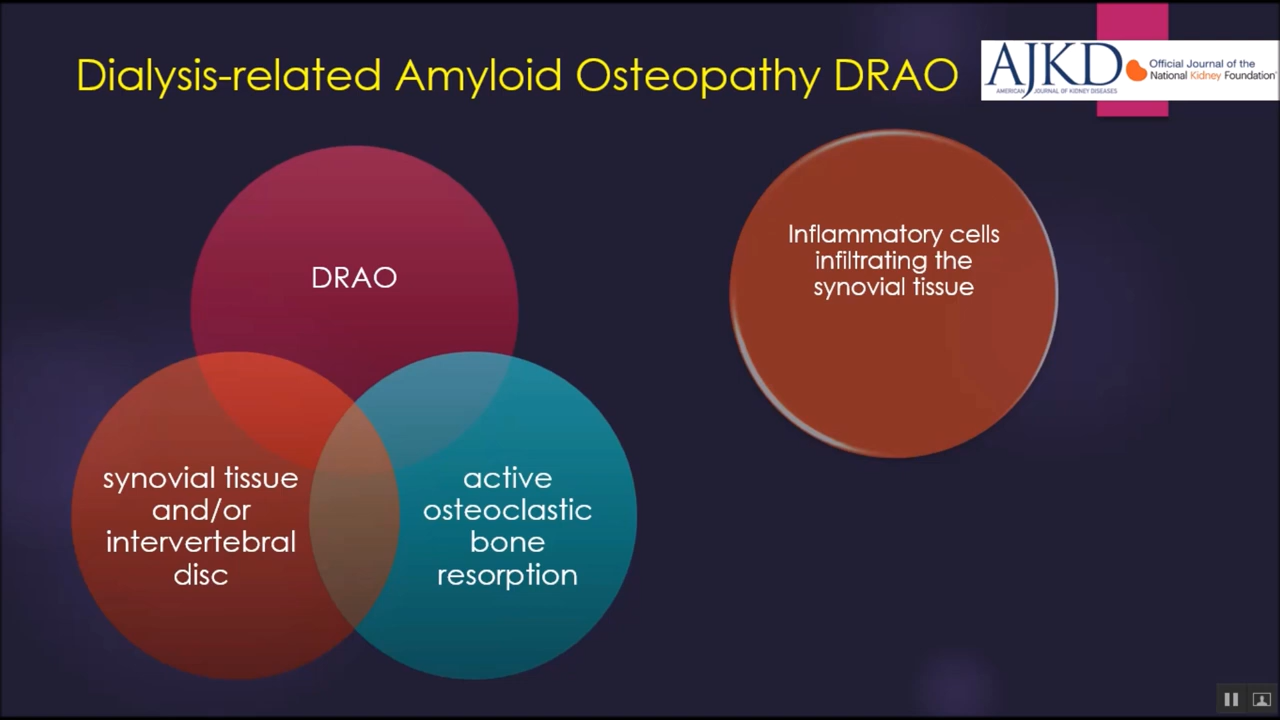 Dialysis-related Amyloid Osteopathy DRAO
AJKD
AMERICAN JOURNAL OF KIDNEY DISEASES
Official Journal of the
National Kidney Foundation
DRAO
synovial tissue
and/or
intervertebral
disc
active
osteoclastic
bone
resorption
Inflammatory cells
infiltrating the
synovial tissue